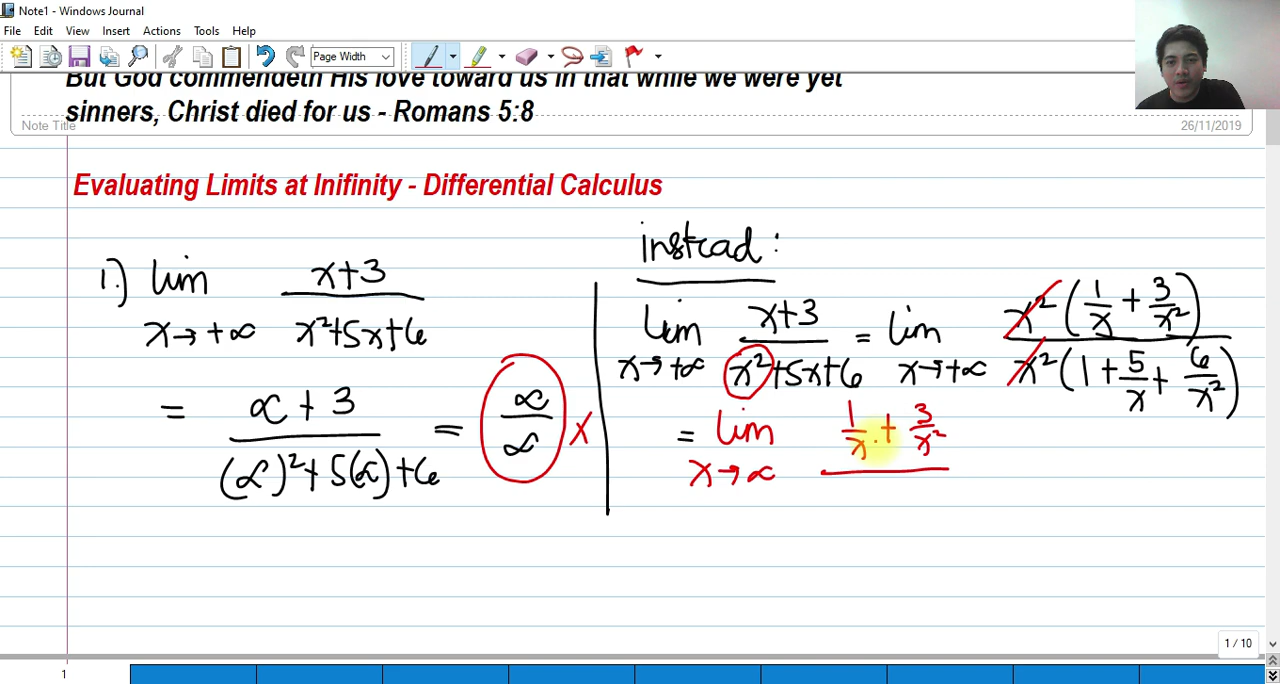 Note1 - Windows Journal
File Edit View Insert Actions Tools Help
Page Width
But God commendeth His love toward us in that while we were yet
sinners, Christ died for us - Romans 5:8
Note Title
26/11/2019
Evaluating Limits at Inifinity - Differential Calculus
1.) lim x→+∞ (x+3)/(x²+5x+6)
= (∞+3)/((∞)²+5(∞)+6) = ∞/∞ x
instead:
lim x→+∞ (x+3)/(x²+5x+6) = lim x→+∞ x²(1/x + 3/x²)/x²(1+5/x+6/x²)
= lim x→∞ 1/x + 3/x²
1 / 10
1